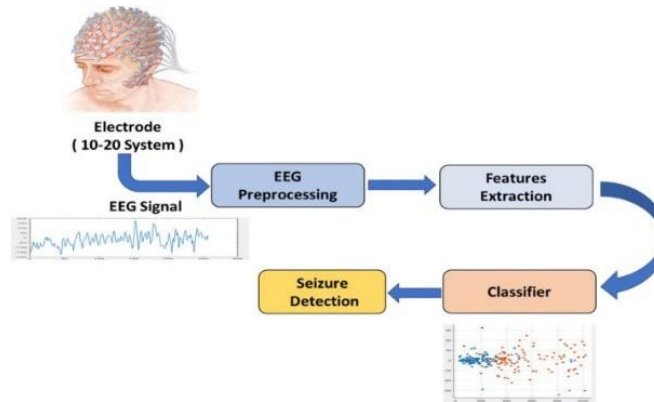 Electrode
( 10-20 System )
EEG
Preprocessing
Features
Extraction
EEG Signal
Seizure
Detection
Classifier